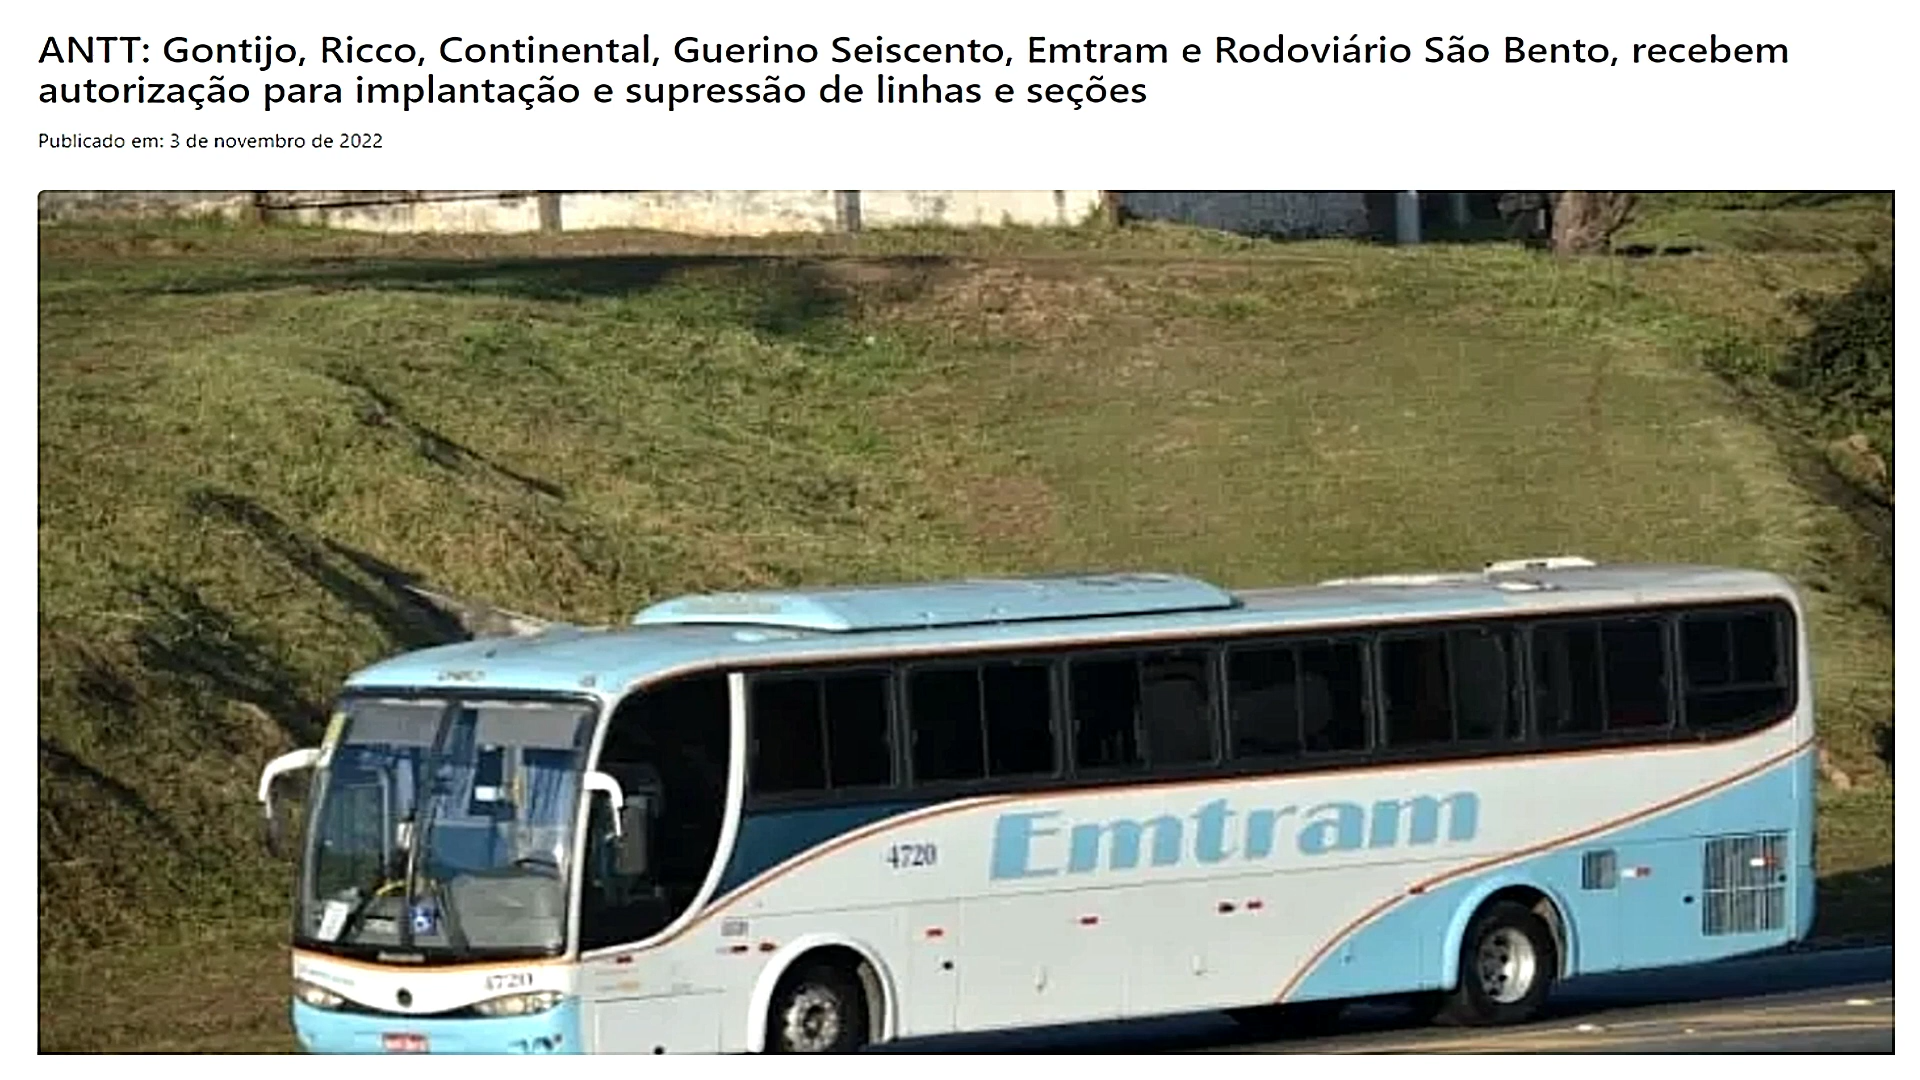 ANTT: Gontijo, Ricco, Continental, Guerino Seiscento, Emtram e Rodoviário São Bento, recebem
autorização para implantação e supressão de linhas e seções
Publicado em: 3 de novembro de 2022
4720
Emtram
4720